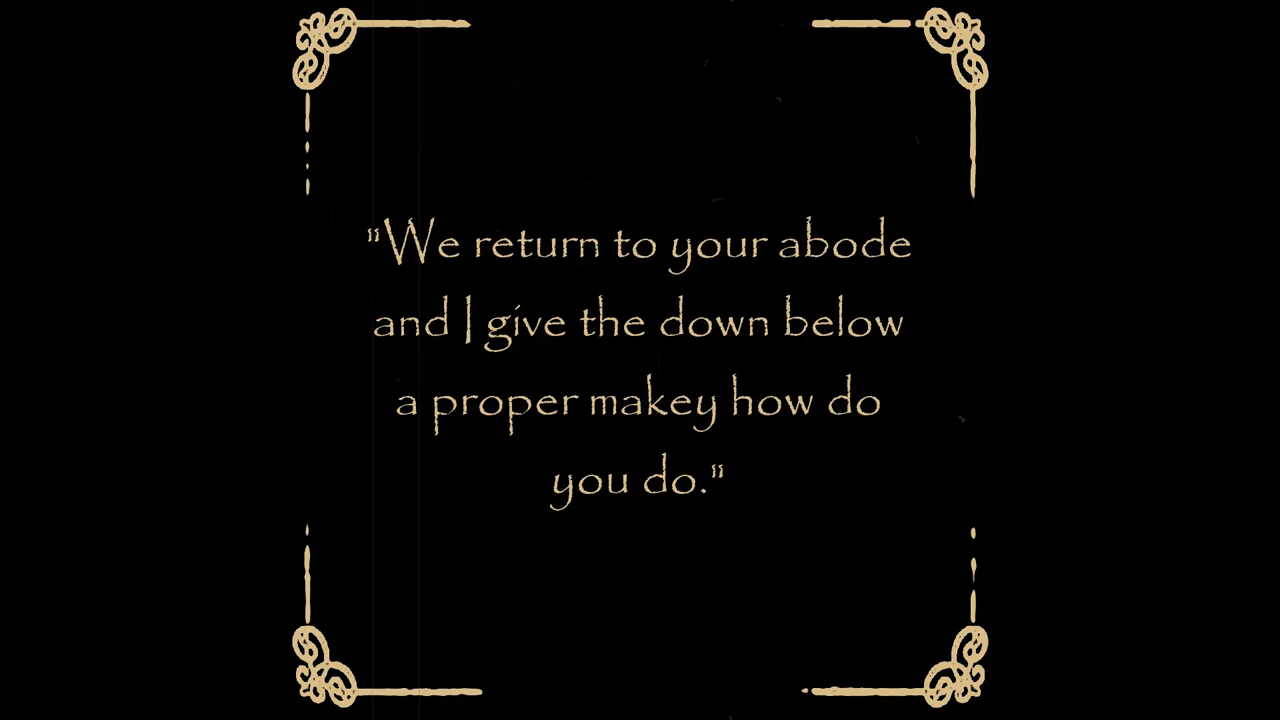 "We return to your abode
and I give the down below
a proper makey how do
you do."